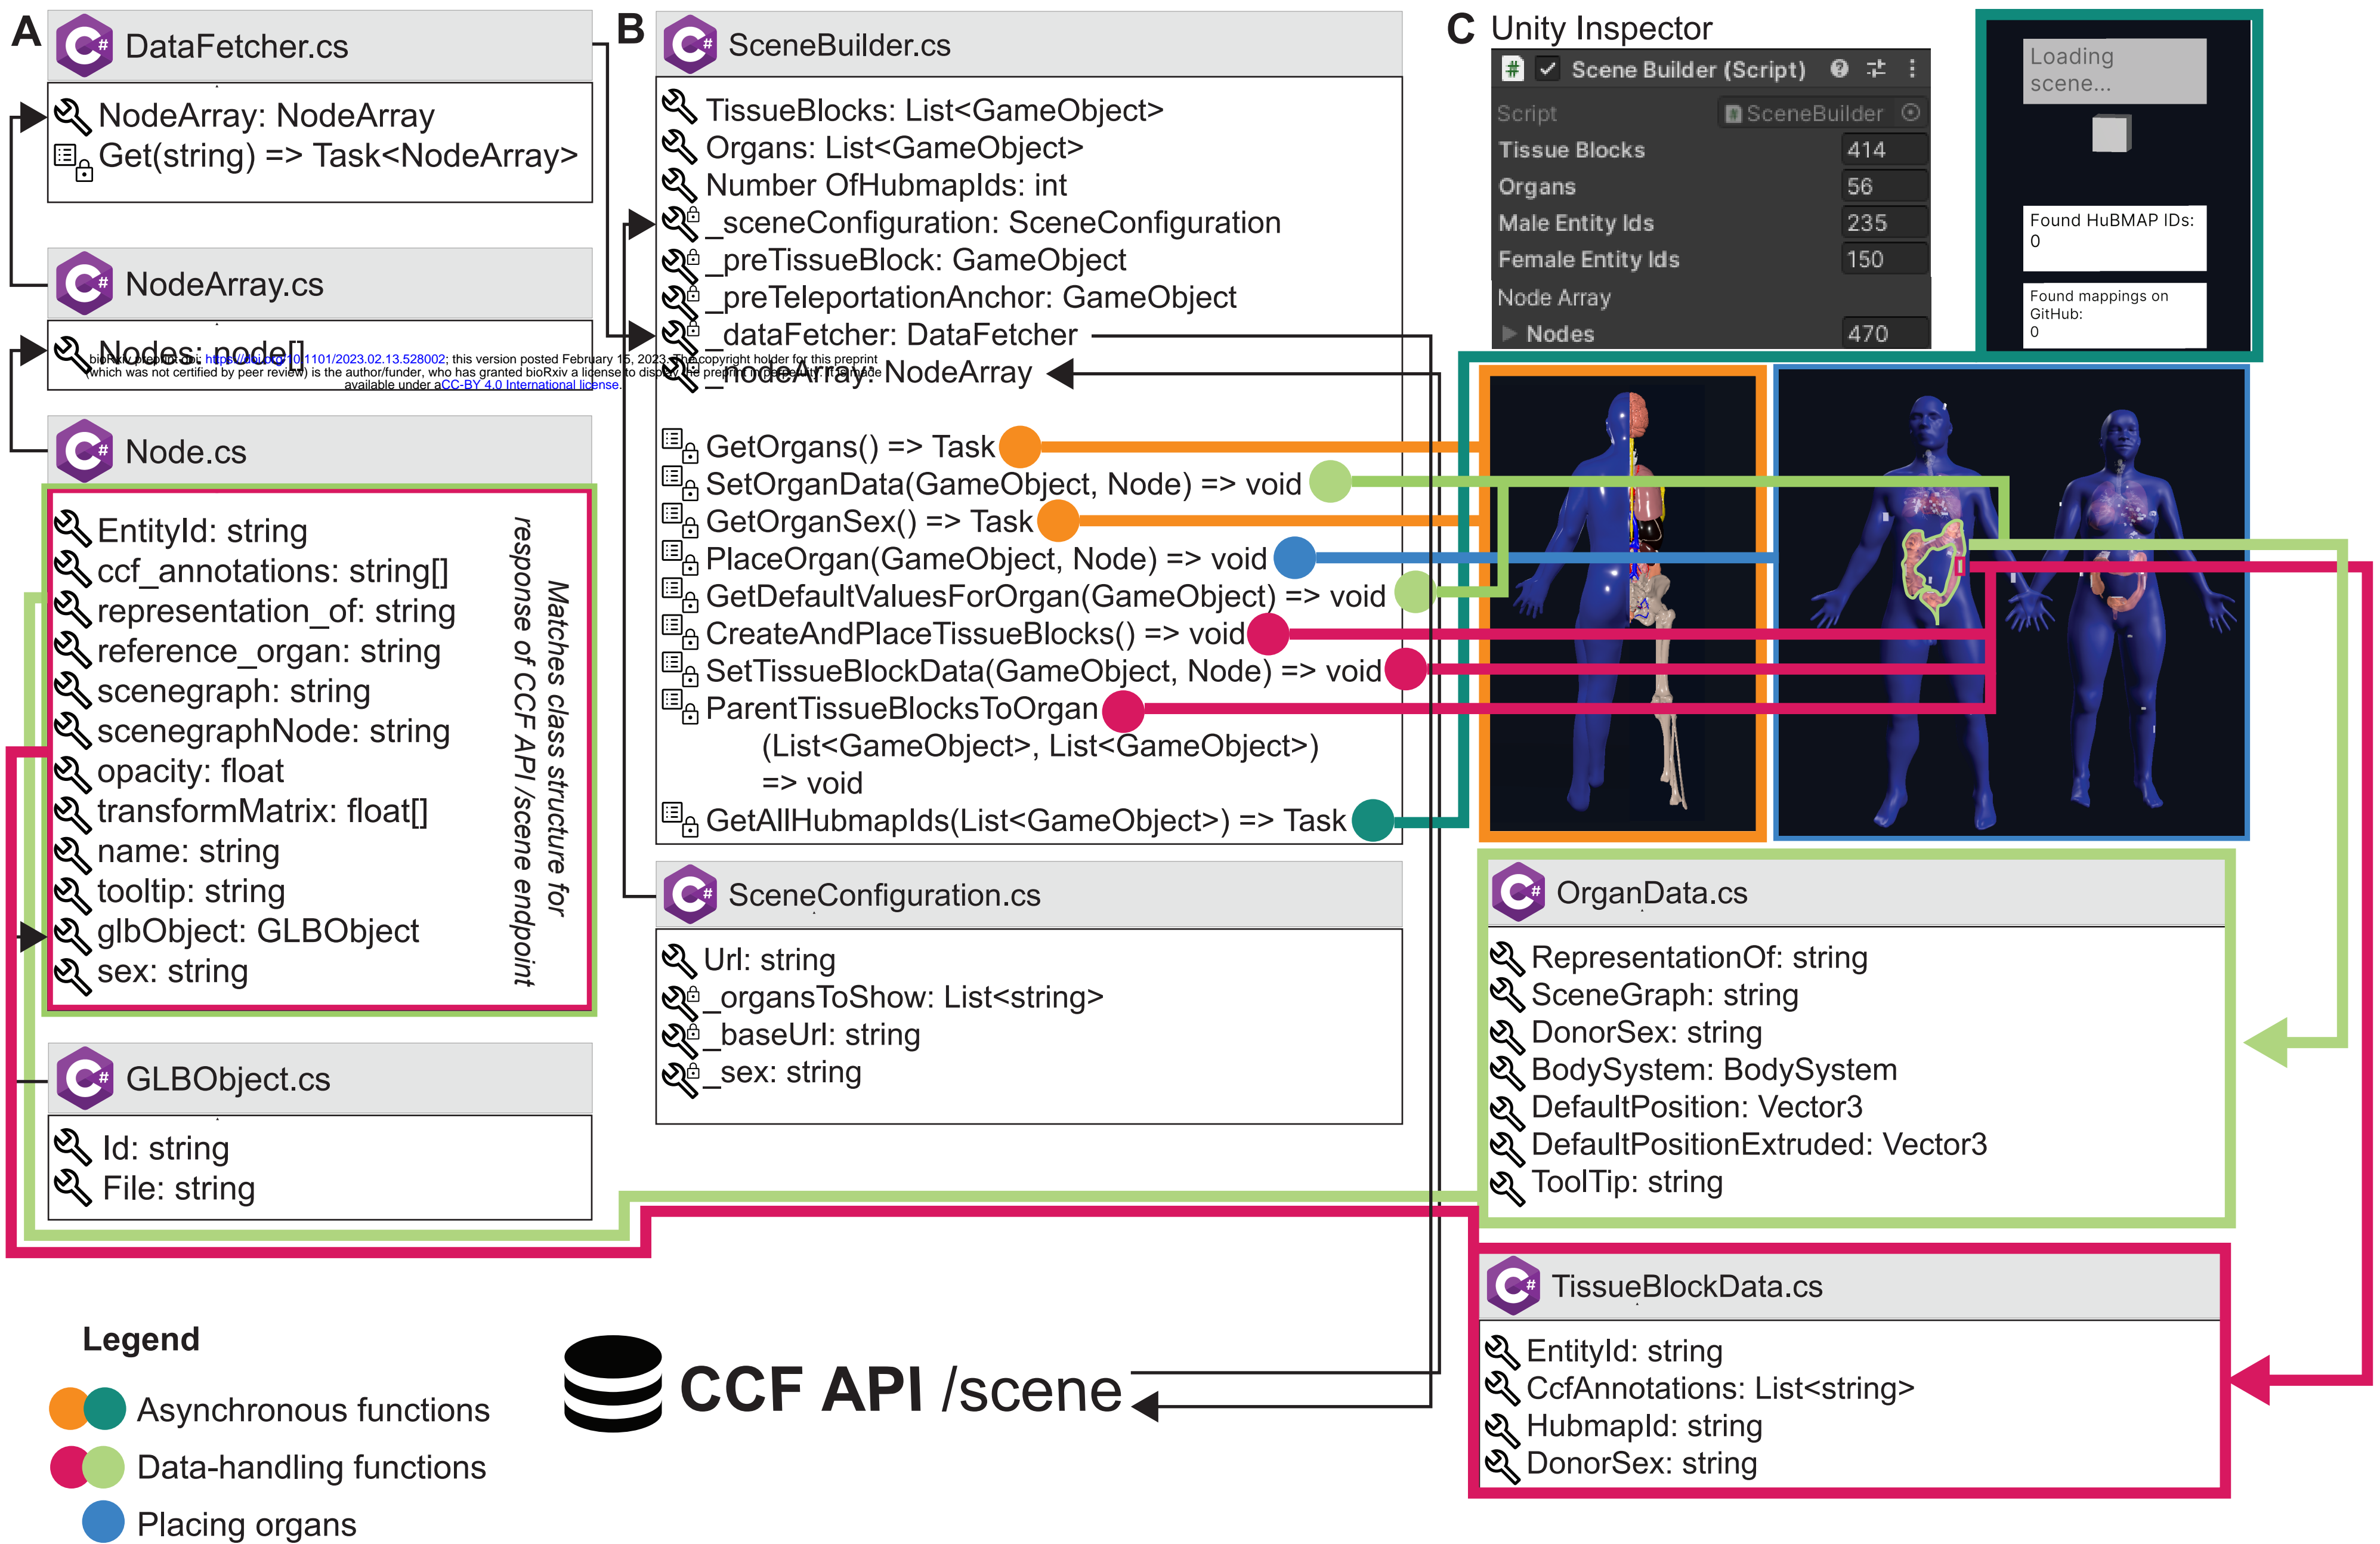 A
DataFetcher.cs
NodeArray: NodeArray
Get(string) => Task<NodeArray>
NodeArray.cs
Nodes: node[]
bioRxiv preprint doi: https://doi.org/10.1101/2023.02.13.528002; this version posted February 15, 2023. The copyright holder for this preprint
(which was not certified by peer review) is the author/funder, who has granted bioRxiv a license to display the preprint in perpetuity. It is made
available under aCC-BY 4.0 International license.
Node.cs
EntityId: string
ccf_annotations: string[]
representation_of: string
reference_organ: string
scenegraph: string
scenegraphNode: string
opacity: float
transformMatrix: float[]
name: string
tooltip: string
glbObject: GLBObject
sex: string
Matches class structure for
response of CCF API /scene endpoint
GLBObject.cs
Id: string
File: string
B
SceneBuilder.cs
TissueBlocks: List<GameObject>
Organs: List<GameObject>
Number OfHubmapIds: int
_sceneConfiguration: SceneConfiguration
_preTissueBlock: GameObject
_preTeleportationAnchor: GameObject
_dataFetcher: DataFetcher
_nodeArray: NodeArray
GetOrgans() => Task
SetOrganData(GameObject, Node) => void
GetOrganSex() => Task
PlaceOrgan(GameObject, Node) => void
GetDefaultValuesForOrgan(GameObject) => void
CreateAndPlaceTissueBlocks() => void
SetTissueBlockData(GameObject, Node) => void
ParentTissueBlocksToOrgan
(List<GameObject>, List<GameObject>)
=> void
GetAllHubmapIds(List<GameObject>) => Task
SceneConfiguration.cs
Url: string
_organsToShow: List<string>
_baseUrl: string
_sex: string
C Unity Inspector
Scene Builder (Script)
Script SceneBuilder
Tissue Blocks 414
Organs 56
Male Entity Ids 235
Female Entity Ids 150
Node Array
Nodes 470
Loading
scene...
Found HuBMAP IDs:
0
Found mappings on
GitHub:
0
OrganData.cs
RepresentationOf: string
SceneGraph: string
DonorSex: string
BodySystem: BodySystem
DefaultPosition: Vector3
DefaultPositionExtruded: Vector3
ToolTip: string
TissueBlockData.cs
EntityId: string
CcfAnnotations: List<string>
HubmapId: string
DonorSex: string
CCF API /scene
Legend
Asynchronous functions
Data-handling functions
Placing organs